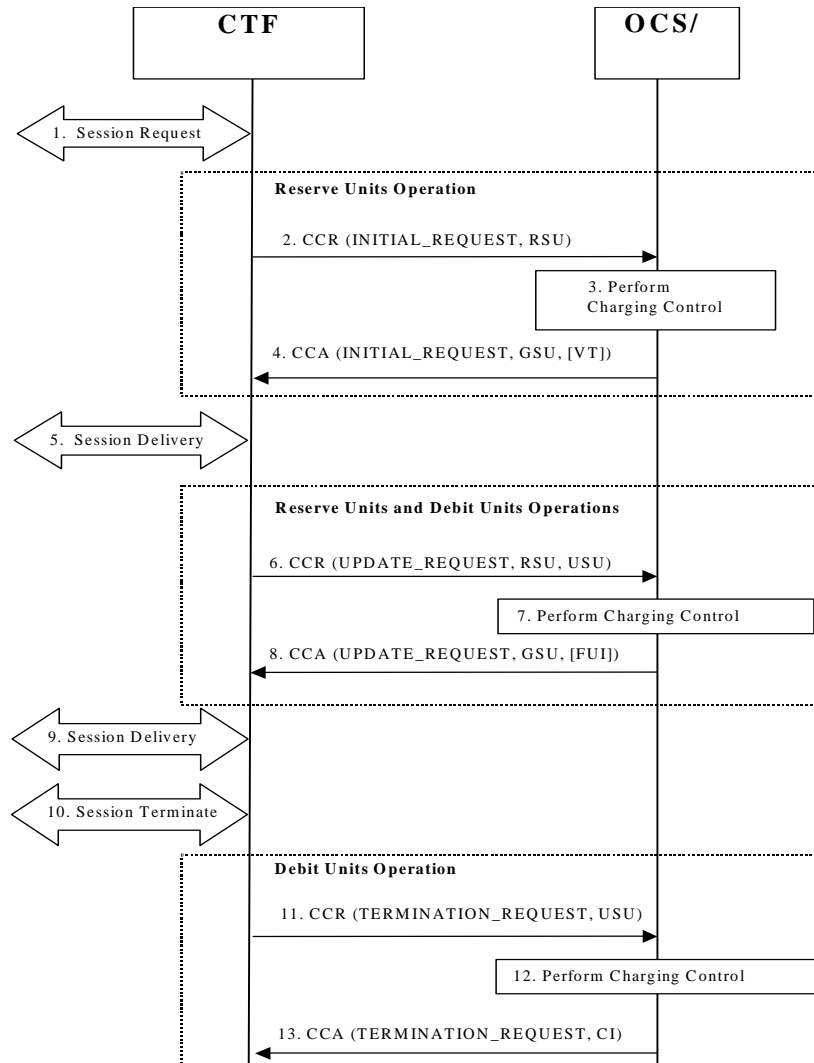 CTF
OCS/
1. Session Request
Reserve Units Operation
2. CCR (INITIAL_REQUEST, RSU)
3. Perform
Charging Control
4. CCA (INITIAL_REQUEST, GSU, [VT])
5. Session Delivery
Reserve Units and Debit Units Operations
6. CCR (UPDATE_REQUEST, RSU, USU)
7. Perform Charging Control
8. CCA (UPDATE_REQUEST, GSU, [FUI])
9. Session Delivery
10. Session Terminate
Debit Units Operation
11. CCR (TERMINATION_REQUEST, USU)
12. Perform Charging Control
13. CCA (TERMINATION_REQUEST, CI)